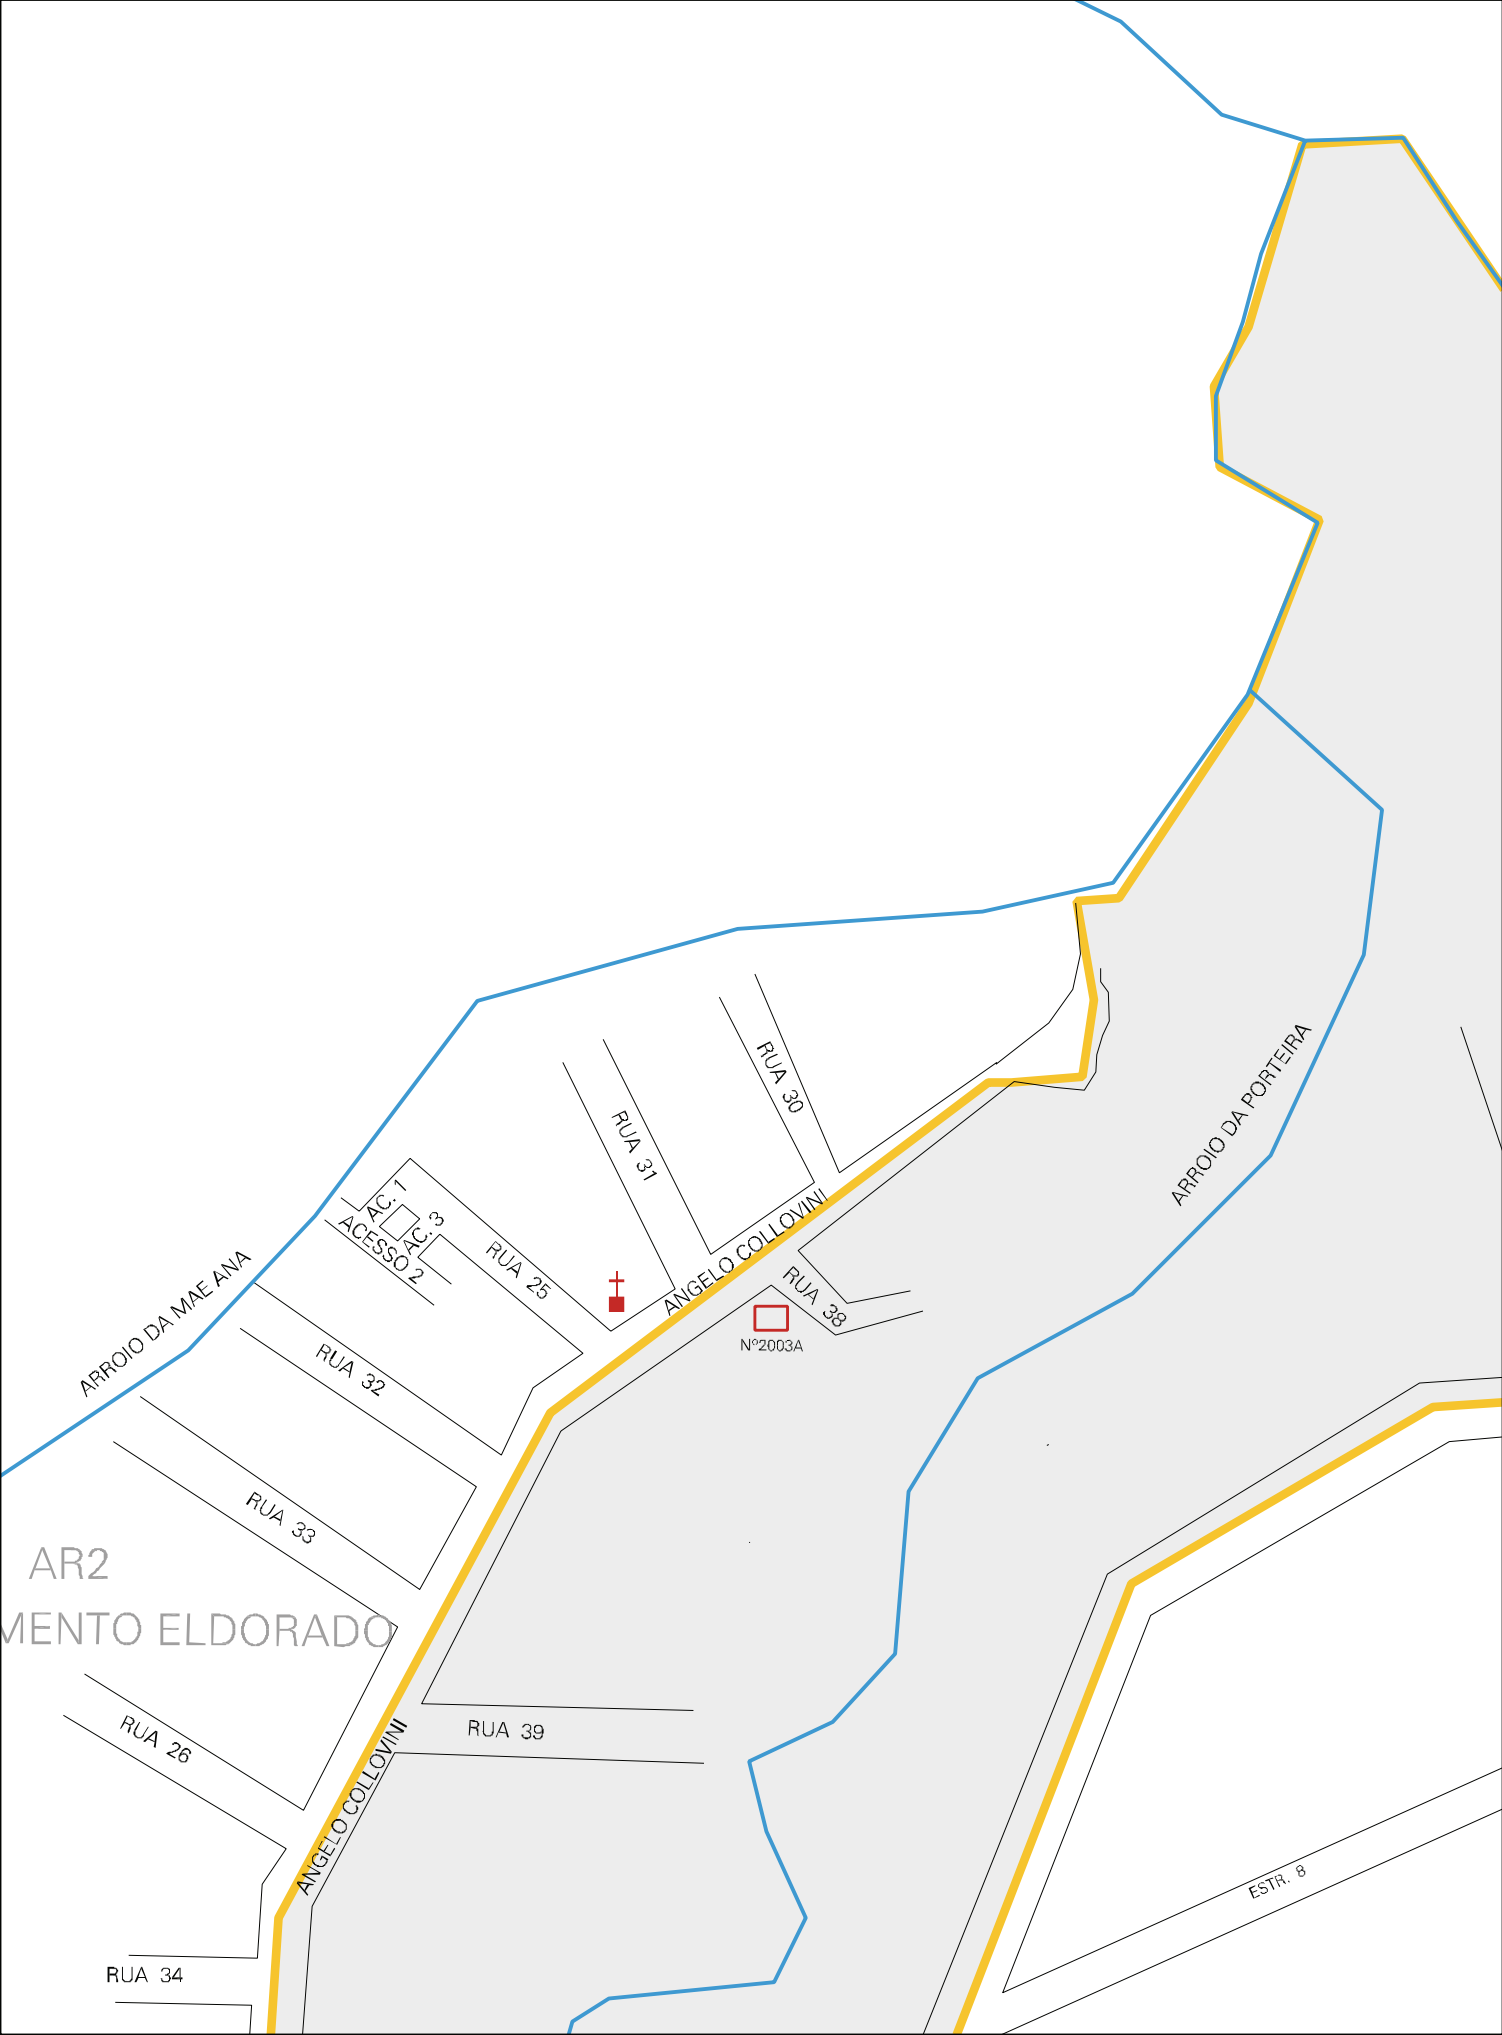 ARROIO DA PORTEIRA
RUA 30
RUA 31
AC. 1
AC. 3
ACESSO 2
RUA 25
ANGELO COLLOVINI
RUA 38
Nº2003A
ARROIO DA MAE ANA
RUA 32
RUA 33
AR2
MENTO ELDORADO
RUA 26
RUA 39
ANGELO COLLOVINI
ESTR. 8
RUA 34